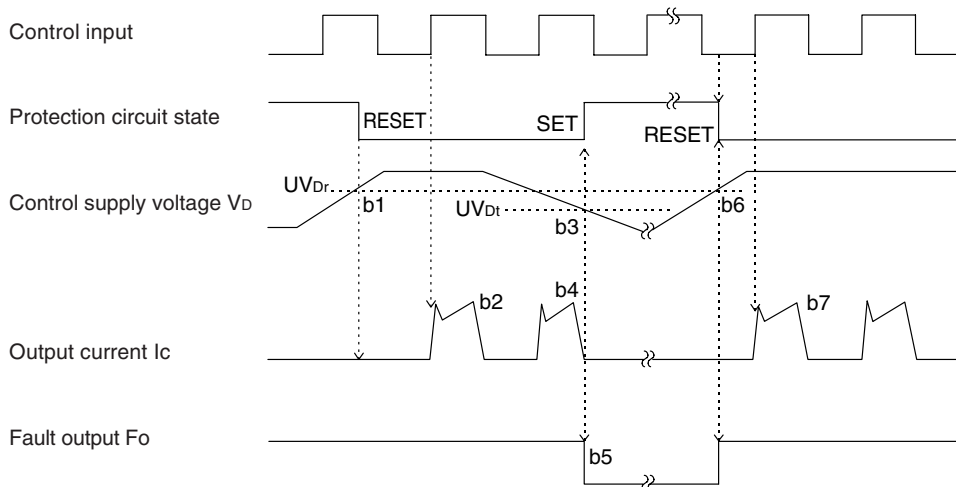 Control input
Protection circuit state
RESET
SET
RESET
UVDr
Control supply voltage VD
b1
UVDt
b3
b6
b2
b4
b7
Output current Ic
Fault output Fo
b5